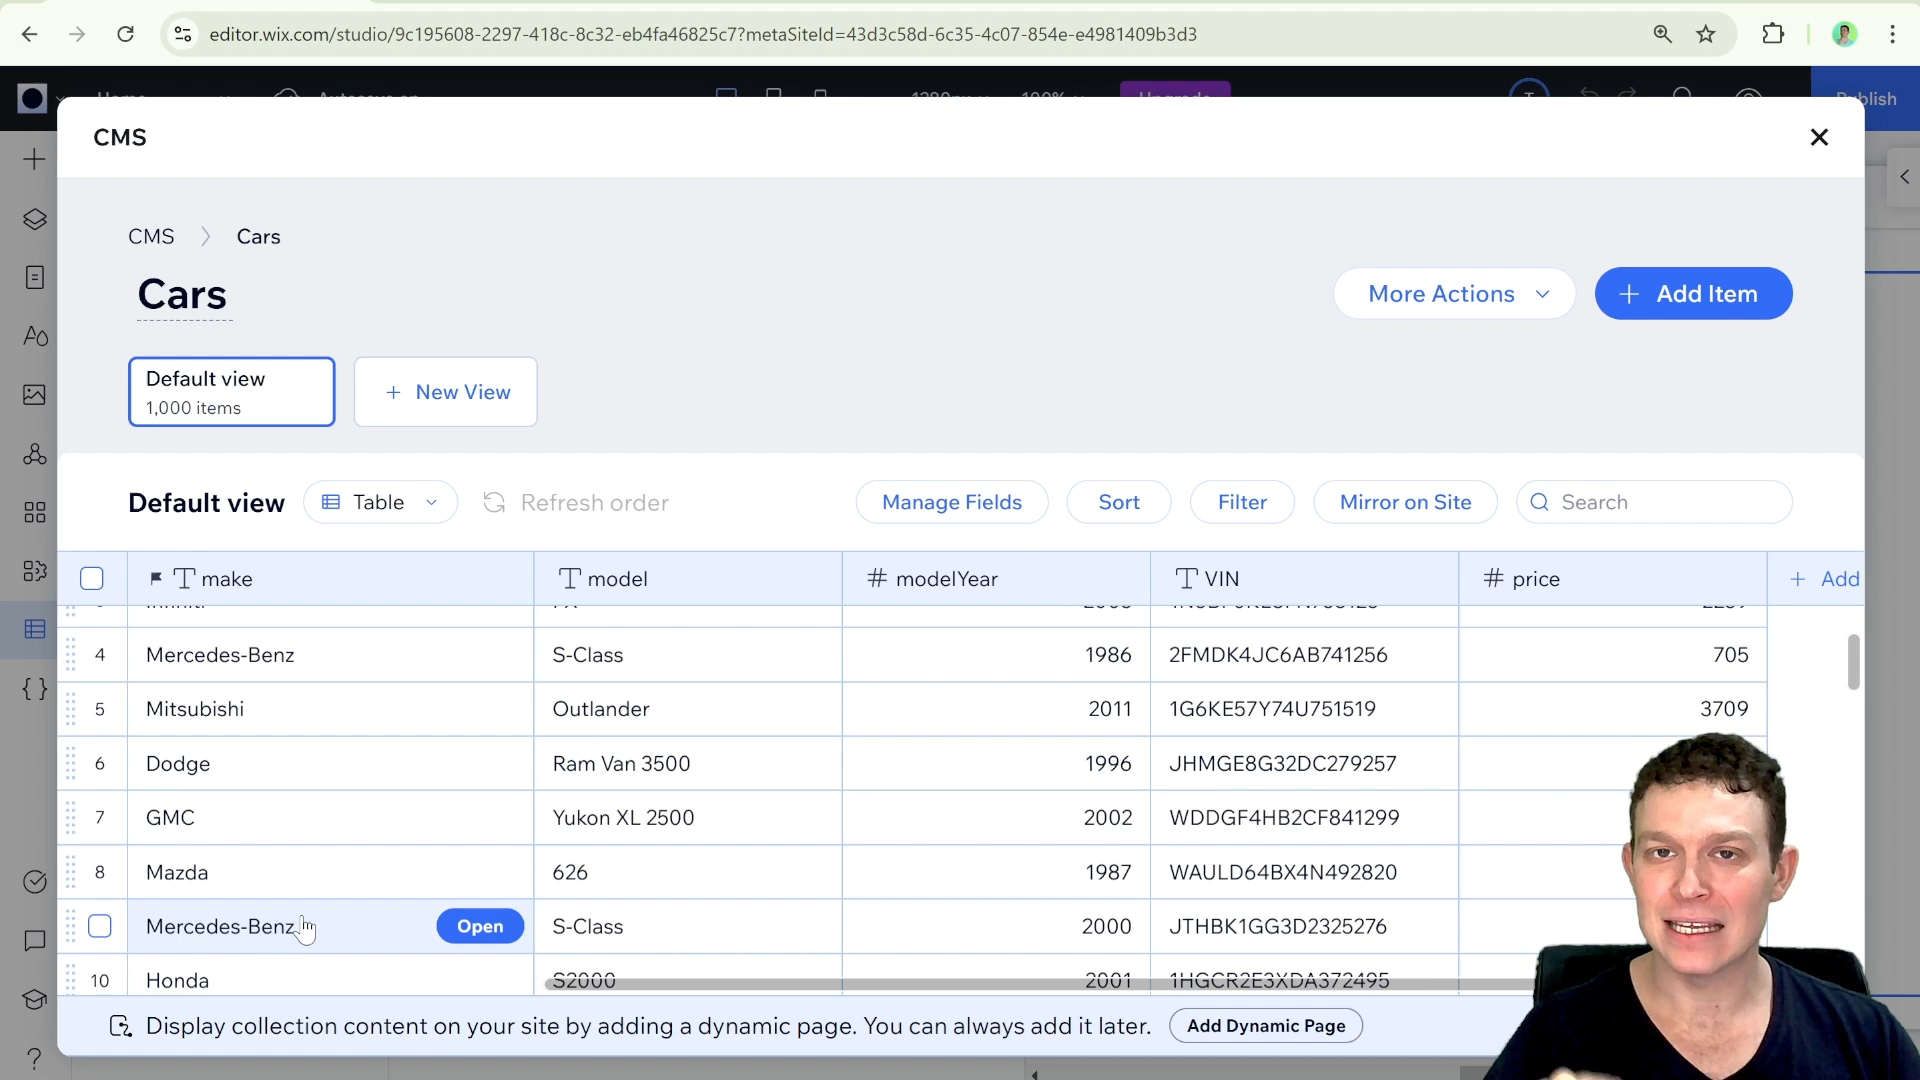 editor.wix.com/studio/9c195608-2297-418c-8c32-eb4fa46825c7?metaSiteId=43d3c58d-6c35-4c07-854e-e4981409b3d3
Publish
CMS
CMS Cars
Cars
More Actions
+ Add Item
Default view
1,000 items
+ New View
Default view
Table
Refresh order
Manage Fields
Sort
Filter
Mirror on Site
Search
make model # modelYear VIN # price + Add
4 Mercedes-Benz S-Class 1986 2FMDK4JC6AB741256 705
5 Mitsubishi Outlander 2011 1G6KE57Y74U751519 3709
6 Dodge Ram Van 3500 1996 JHMGE8G32DC279257
7 GMC Yukon XL 2500 2002 WDDGF4HB2CF841299
8 Mazda 626 1987 WAULD64BX4N492820
Mercedes-Benz Open S-Class 2000 JTHBK1GG3D2325276
10 Honda S2000 2001 1HGCR2E3XDA372495
Display collection content on your site by adding a dynamic page. You can always add it later.
Add Dynamic Page